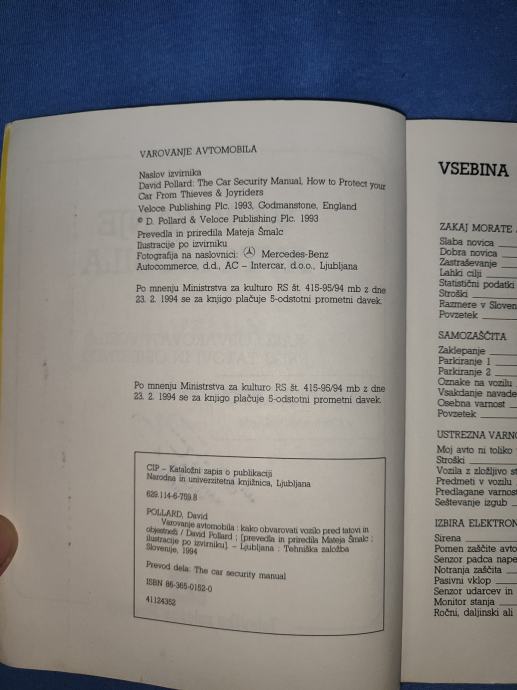 VAROVANJE AVTOMOBILA
Naslov izvirnika
David Pollard: The Car Security Manual, How to Protect your
Car From Thieves & Joyriders
Veloce Publishing Plc. 1993, Godmanstone, England
© D. Pollard & Veloce Publishing Plc. 1993
Prevedla in priredila Mateja Šmalc
Ilustracije po izvirniku
Fotografija na naslovnici: Mercedes-Benz
Autocommerce, d.d., AC – Intercar, d.o.o., Ljubljana
Po mnenju Ministrstva za kulturo RS št. 415-95/94 mb z dne
23. 2. 1994 se za knjigo plačuje 5-odstotni prometni davek.
Po mnenju Ministrstva za kulturo RS št. 415-95/94 mb z dne
23. 2. 1994 se za knjigo plačuje 5-odstotni prometni davek.
CIP – Kataložni zapis o publikaciji
Narodna in univerzitetna knjižnica, Ljubljana
629.114-6-759.8
POLLARD, David
Varovanje avtomobila : kako obvarovati vozilo pred tatovi in
objestneži / David Pollard ; [prevedla in priredila Mateja Šmalc ;
ilustracije po izvirniku]. – Ljubljana : Tehniška založba
Slovenije, 1994
Prevod dela: The car security manual
ISBN 86-365-0152-0
41124352
VSEBINA
ZAKAJ MORATE
Slaba novica
Dobra novica
Zastraševanje
Lahki cilji
Statistični podatki
Stroški
Razmere v Sloven
Povzetek
SAMOZAŠČITA
Zaklepanje
Parkiranje 1
Parkiranje 2
Oznake na vozilu
Vsakdanje navade
Osebna varnost
Povzetek
USTREZNA VARNO
Moj avto ni toliko
Stroški
Vozila z zložljivo st
Predmeti v vozilu
Predlagane varnost
Seštevanje izgub
IZBIRA ELEKTRON
Sirena
Pomen zaščite avto
Senzor padca nape
Notranja zaščita
Pasivni vklop
Senzor udarcev in
Monitor stanja
Ročni, daljinski ali